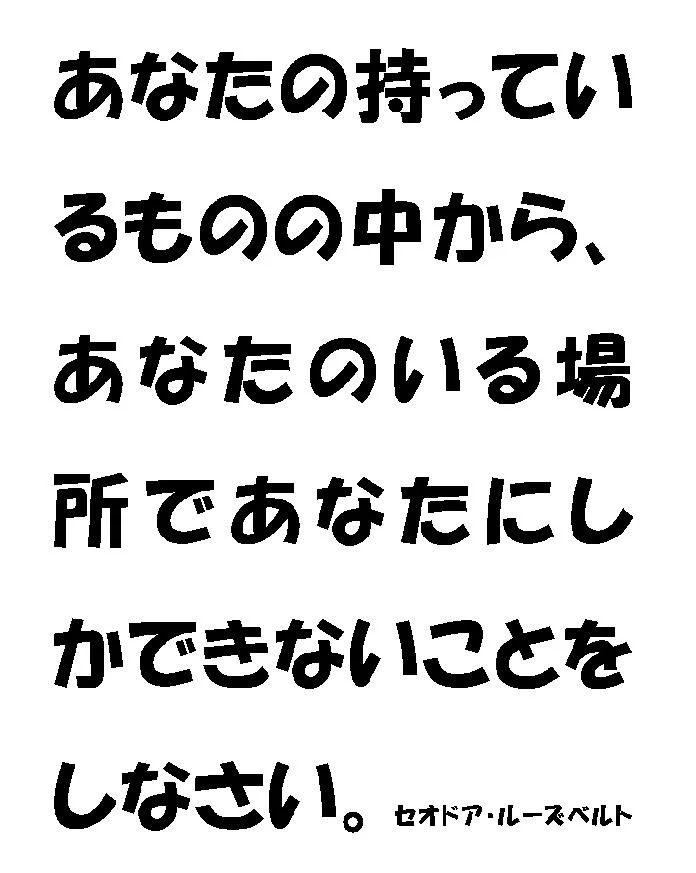 あなたの持ってい
るものの中から、
あなたのいる場
所であなたにし
かできないことを
しなさい。 セオドア・ルーズベルト